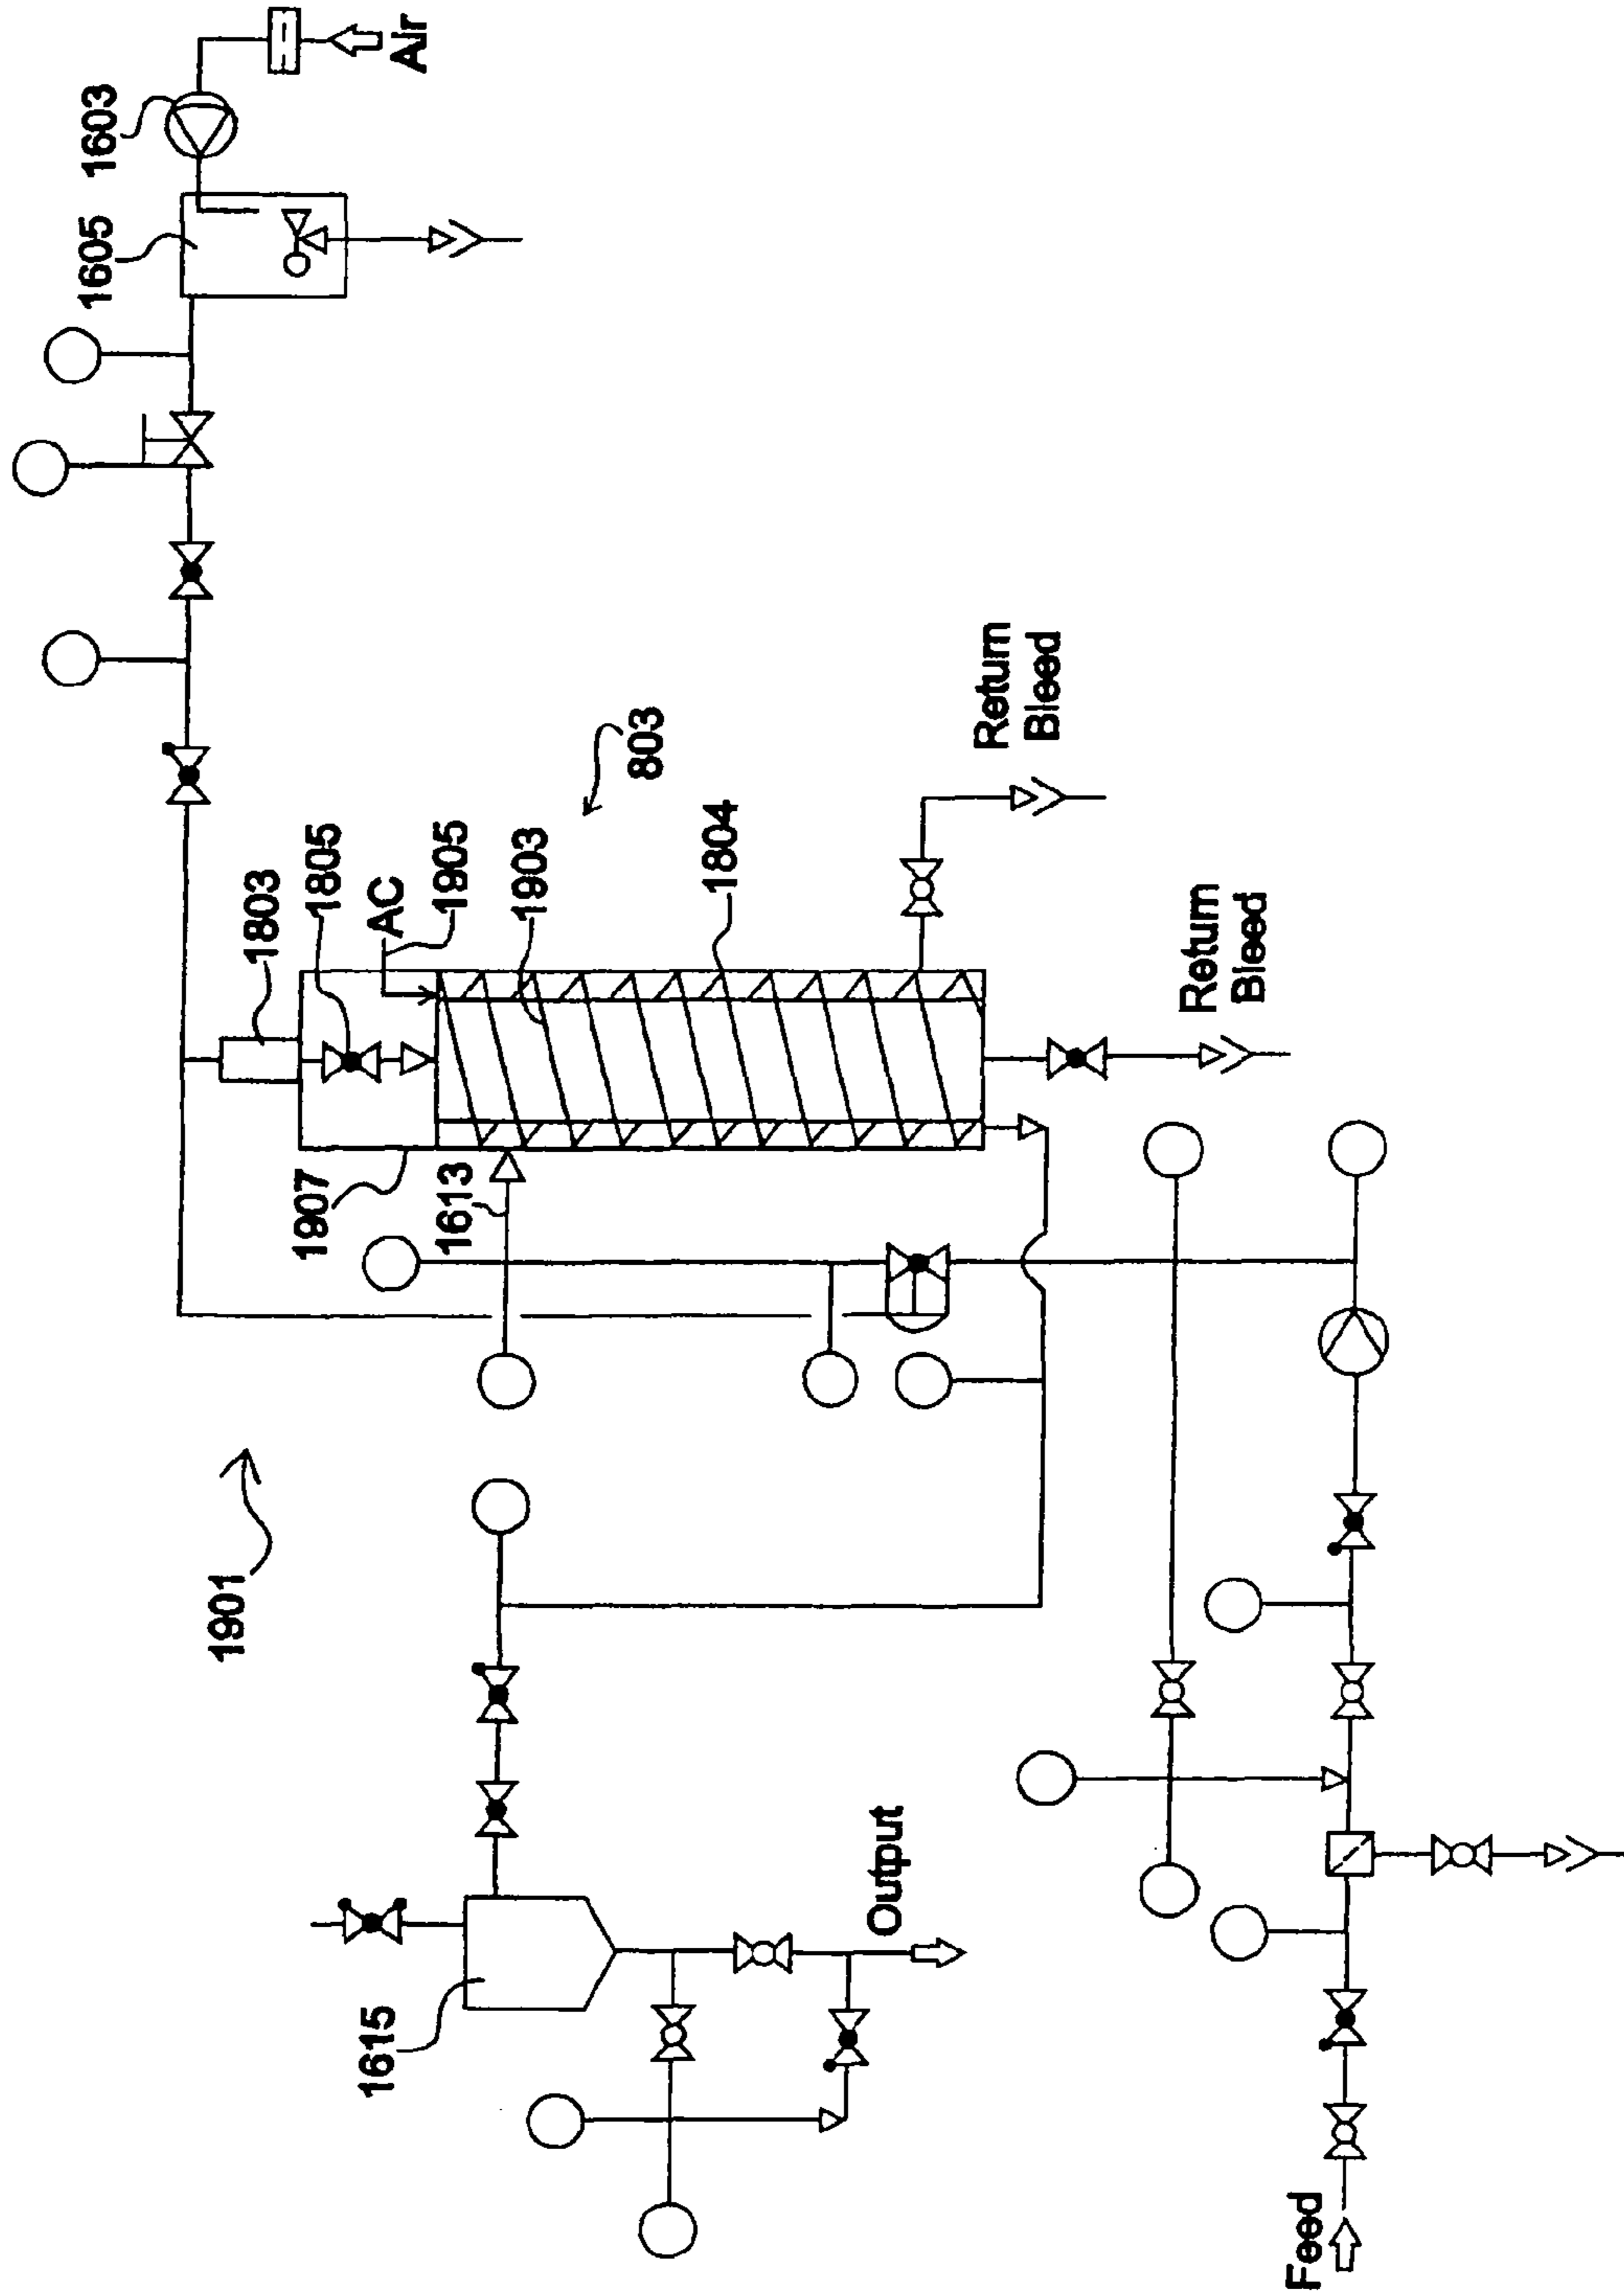 1901
1603
Air
1605
1803
1805
AC
1905
1903
803
1804
1907
1613
Return
Bleed
Return
Bleed
1615
Output
Feed